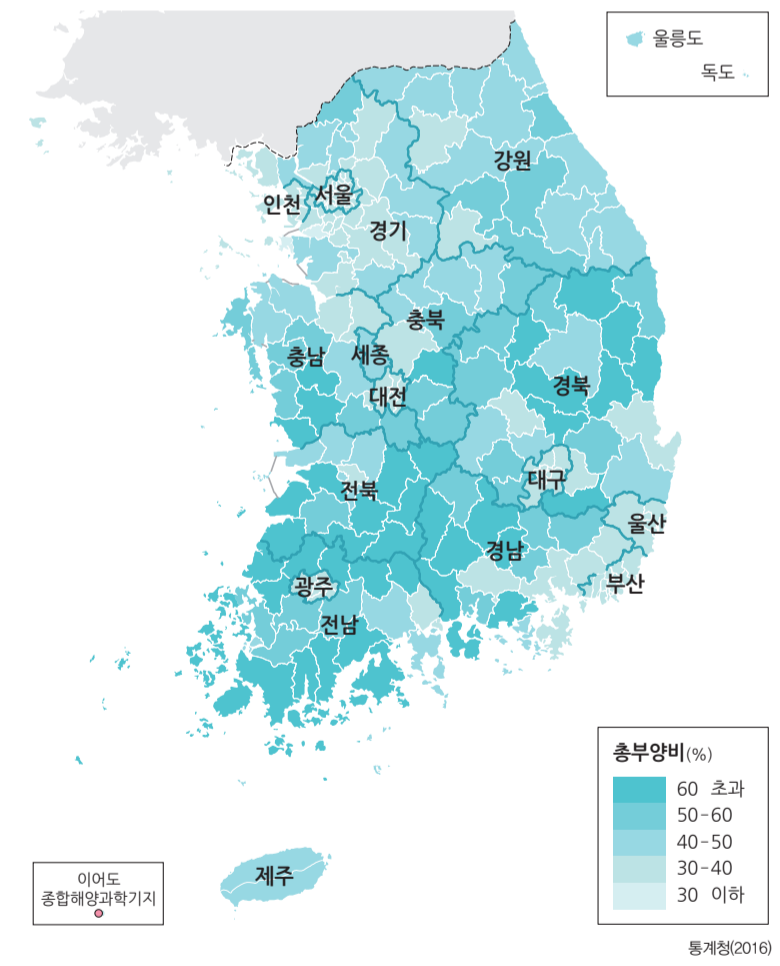 울릉도
독도
강원
인천
서울
경기
충북
충남
세종
대전
경북
전북
대구
울산
경남
부산
광주
전남
제주
총부양비(%)
60 초과
50-60
40-50
30-40
30 이하
이어도
종합해양과학기지
통계청(2016)